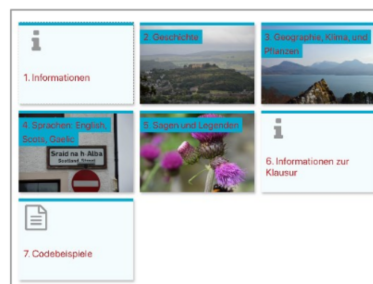 1. Informationen
2. Geschichte
3. Geographie, Klima, und
Pflanzen
4. Sprachen: English,
Scots, Gaelic
Sraid na h-Alba
Scotland Street
5. Sagen und Legenden
6. Informationen zur
Klausur
7. Codebeispiele